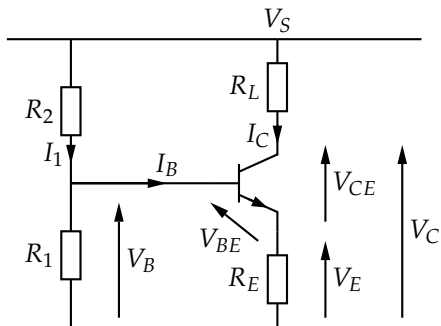 V_S
R_2
R_L
I_1
I_B
I_C
V_CE
V_BE
V_C
R_1
V_B
R_E
V_E